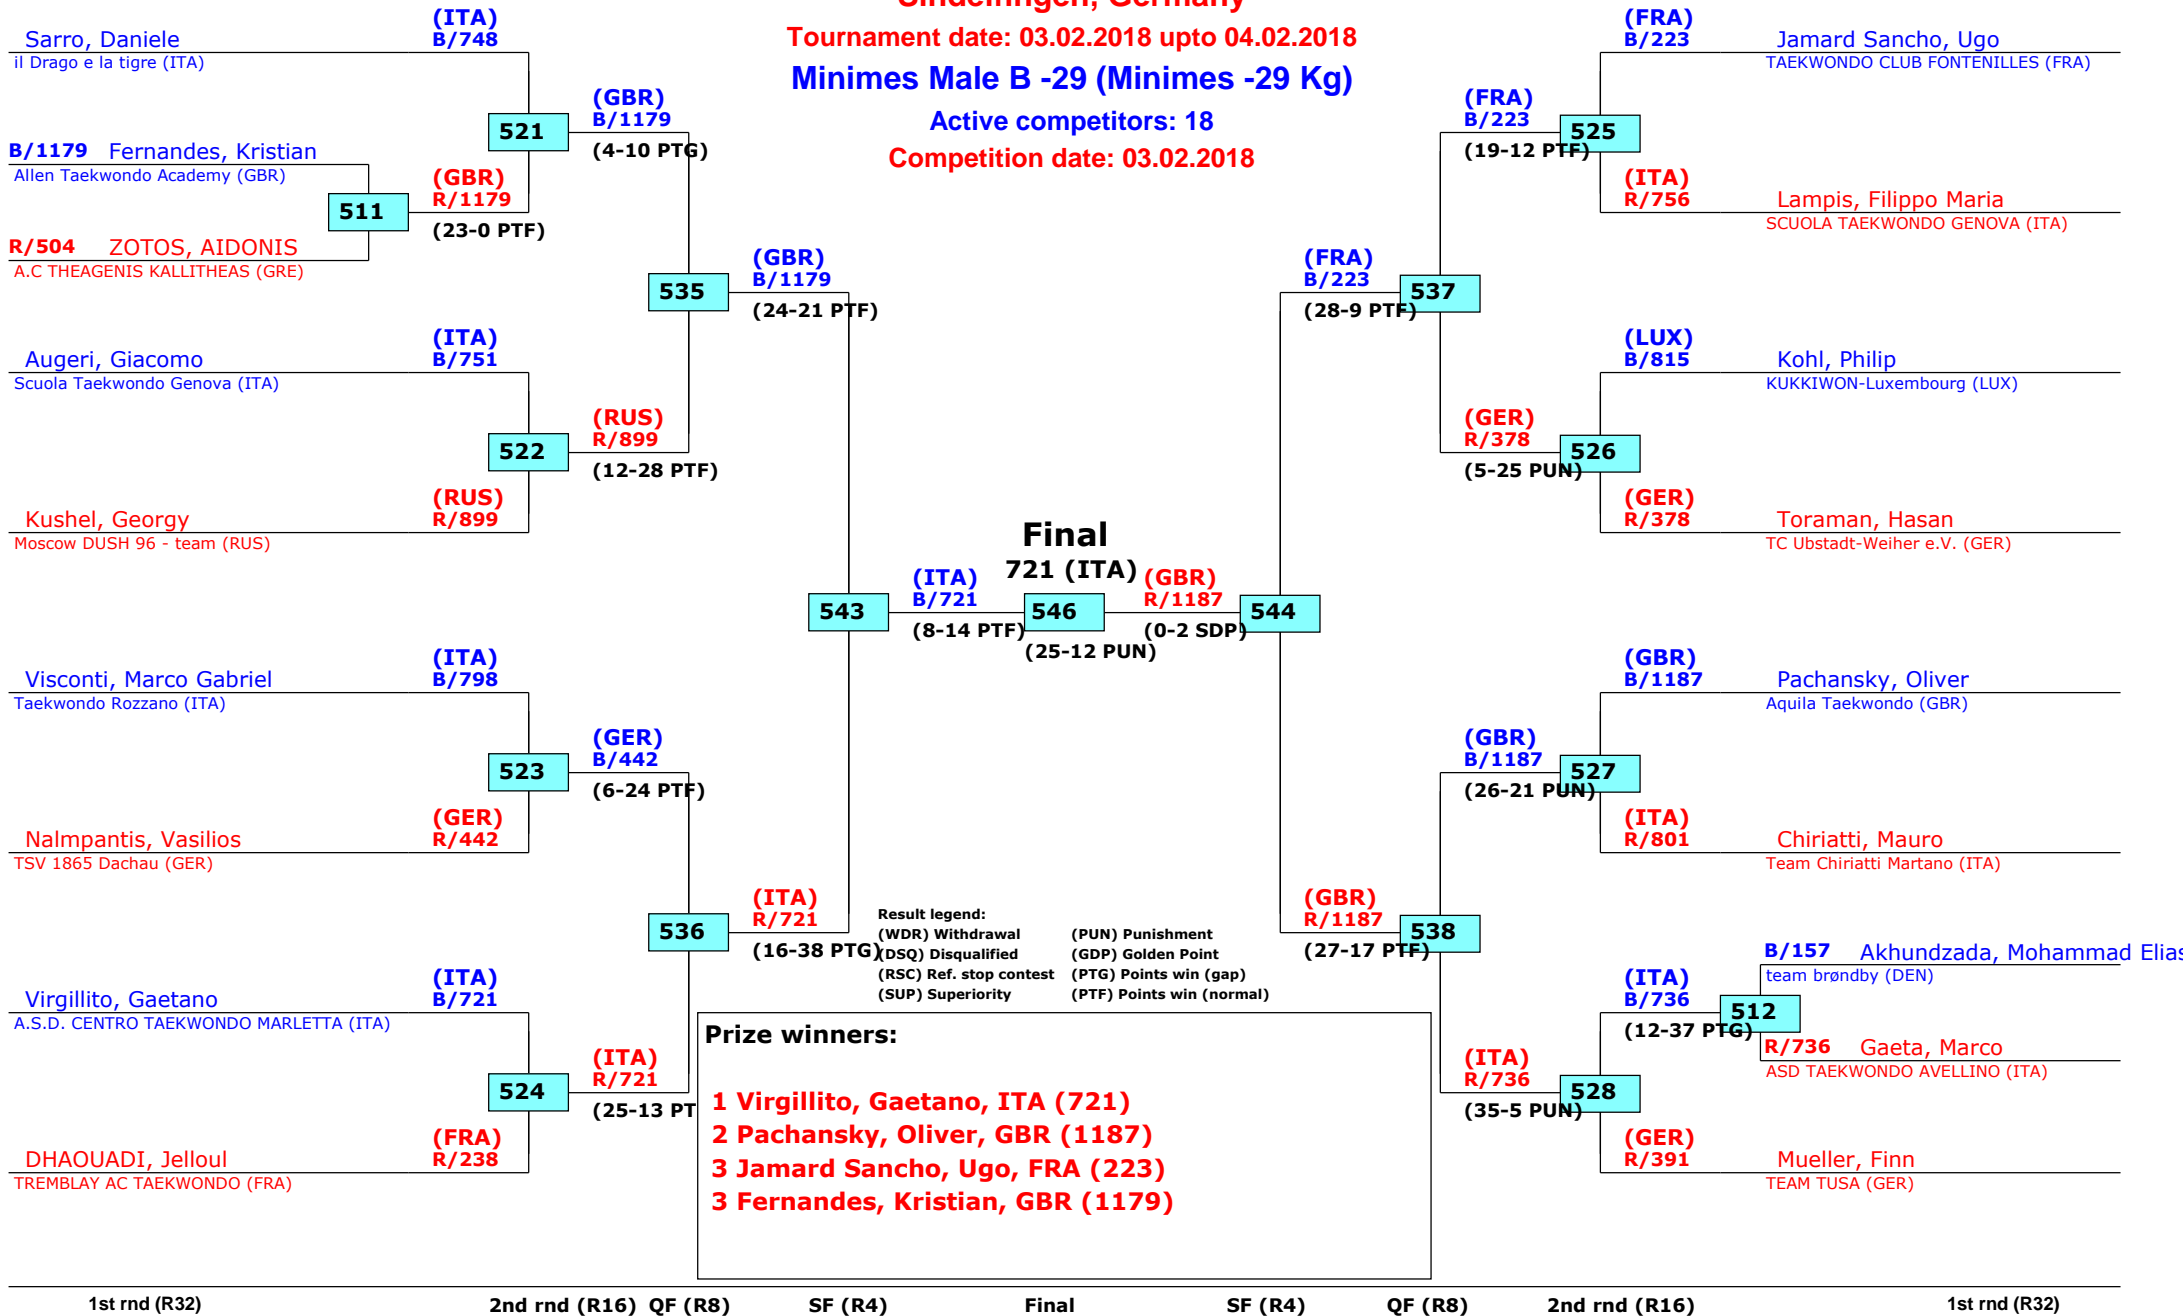 Sindelfingen, Germany
Tournament date: 03.02.2018 upto 04.02.2018
Minimes Male B -29 (Minimes -29 Kg)
Active competitors: 18
Competition date: 03.02.2018
(ITA)
Sarro, Daniele B/748
il Drago e la tigre (ITA)
(GBR)
B/1179
521
(4-10 PTG)
B/1179 Fernandes, Kristian
Allen Taekwondo Academy (GBR)
(GBR)
R/1179
511
(23-0 PTF)
R/504 ZOTOS, AIDONIS
A.C THEAGENIS KALLITHEAS (GRE)
(GBR)
B/1179
535
(24-21 PTF)
(ITA)
Augeri, Giacomo B/751
Scuola Taekwondo Genova (ITA)
(RUS)
R/899
522
(12-28 PTF)
(RUS)
Kushel, Georgy R/899
Moscow DUSH 96 - team (RUS)
(ITA)
B/721
543
(8-14 PTF)
(ITA)
Visconti, Marco Gabriel B/798
Taekwondo Rozzano (ITA)
(GER)
B/442
523
(6-24 PTF)
(GER)
Nalmpantis, Vasilios R/442
TSV 1865 Dachau (GER)
(ITA)
R/721
536
(16-38 PTG)
(ITA)
Virgillito, Gaetano B/721
A.S.D. CENTRO TAEKWONDO MARLETTA (ITA)
(ITA)
R/721
524
(25-13 PT
(FRA)
DHAOUADI, Jelloul R/238
TREMBLAY AC TAEKWONDO (FRA)
Final
721 (ITA)
546
(25-12 PUN)
(GBR)
R/1187
544
(0-2 SDP)
(FRA)
B/223 Jamard Sancho, Ugo
TAEKWONDO CLUB FONTENILLES (FRA)
(FRA)
B/223
525
(19-12 PTF)
(ITA)
R/756 Lampis, Filippo Maria
SCUOLA TAEKWONDO GENOVA (ITA)
(FRA)
B/223
537
(28-9 PTF)
(LUX)
B/815 Kohl, Philip
KUKKIWON-Luxembourg (LUX)
(GER)
R/378
526
(5-25 PUN)
(GER)
R/378 Toraman, Hasan
TC Ubstadt-Weiher e.V. (GER)
(GBR)
B/1187 Pachansky, Oliver
Aquila Taekwondo (GBR)
(GBR)
B/1187
527
(26-21 PUN)
(ITA)
R/801 Chiriatti, Mauro
Team Chiriatti Martano (ITA)
(GBR)
R/1187
538
(27-17 PTF)
B/157 Akhundzada, Mohammad Elias
team brøndby (DEN)
(ITA)
B/736
512
(12-37 PTG)
R/736 Gaeta, Marco
ASD TAEKWONDO AVELLINO (ITA)
(ITA)
R/736
528
(35-5 PUN)
(GER)
R/391 Mueller, Finn
TEAM TUSA (GER)
Result legend:
(WDR) Withdrawal (PUN) Punishment
(DSQ) Disqualified (GDP) Golden Point
(RSC) Ref. stop contest (PTG) Points win (gap)
(SUP) Superiority (PTF) Points win (normal)
Prize winners:
1 Virgillito, Gaetano, ITA (721)
2 Pachansky, Oliver, GBR (1187)
3 Jamard Sancho, Ugo, FRA (223)
3 Fernandes, Kristian, GBR (1179)
1st rnd (R32) 2nd rnd (R16) QF (R8) SF (R4) Final SF (R4) QF (R8) 2nd rnd (R16) 1st rnd (R32)